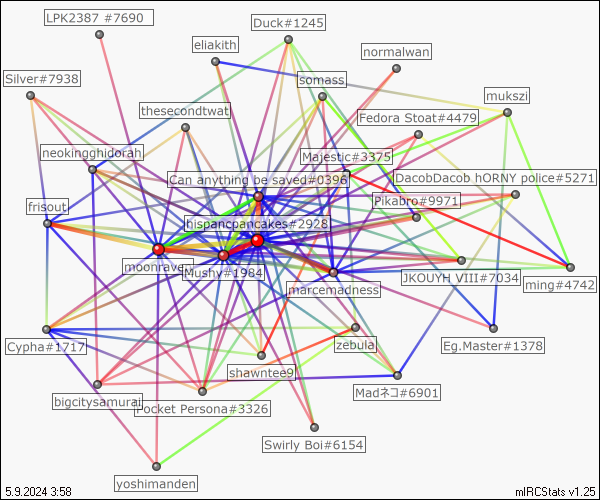 LPK2387 #7690
Duck#1245
eliakith
normalwan
Silver#7938
somass
mukszi
thesecondtwat
Fedora Stoat#4479
neokingghidorah
Majestic#3375
Can anything be saved#0396
DacobDacob hORNY police#5271
Pikabro#9971
frisout
hispancpancakes#2928
moonraven
Mushy#1984
JKOUYH VIII#7034
marcemadness
ming#4742
Cypha#1717
zebulaj
Eg.Master#1378
shawntee9
bigcitysamurai
Pocket Persona#3326
Madネコ#6901
Swirly Boi#6154
yoshimanden
5.9.2024 3:58
mIRCStats v1.25